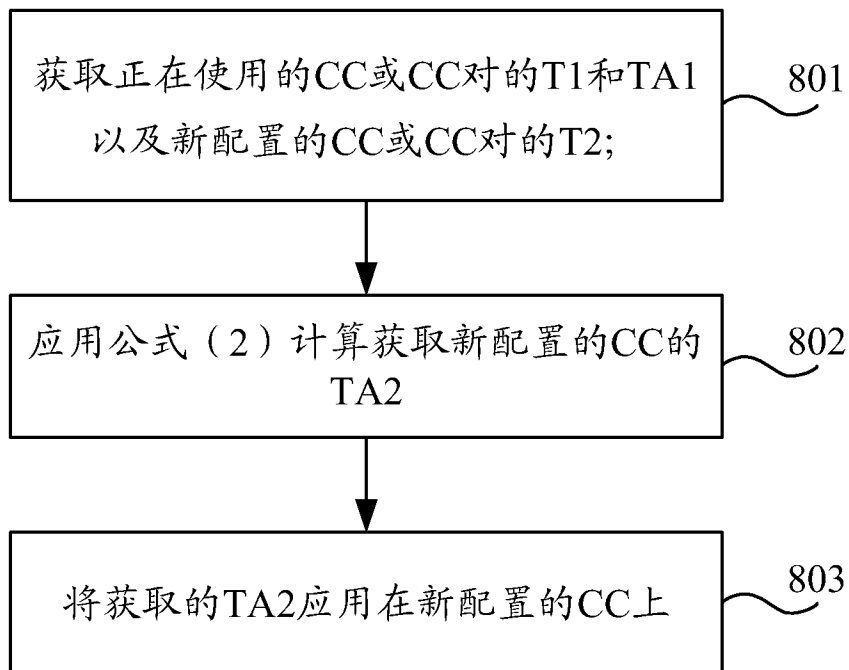 获取正在使用的CC或CC对的T1和TA1
以及新配置的CC或CC对的T2;
801
应用公式（2）计算获取新配置的CC的
TA2
802
将获取的TA2应用在新配置的CC上
803